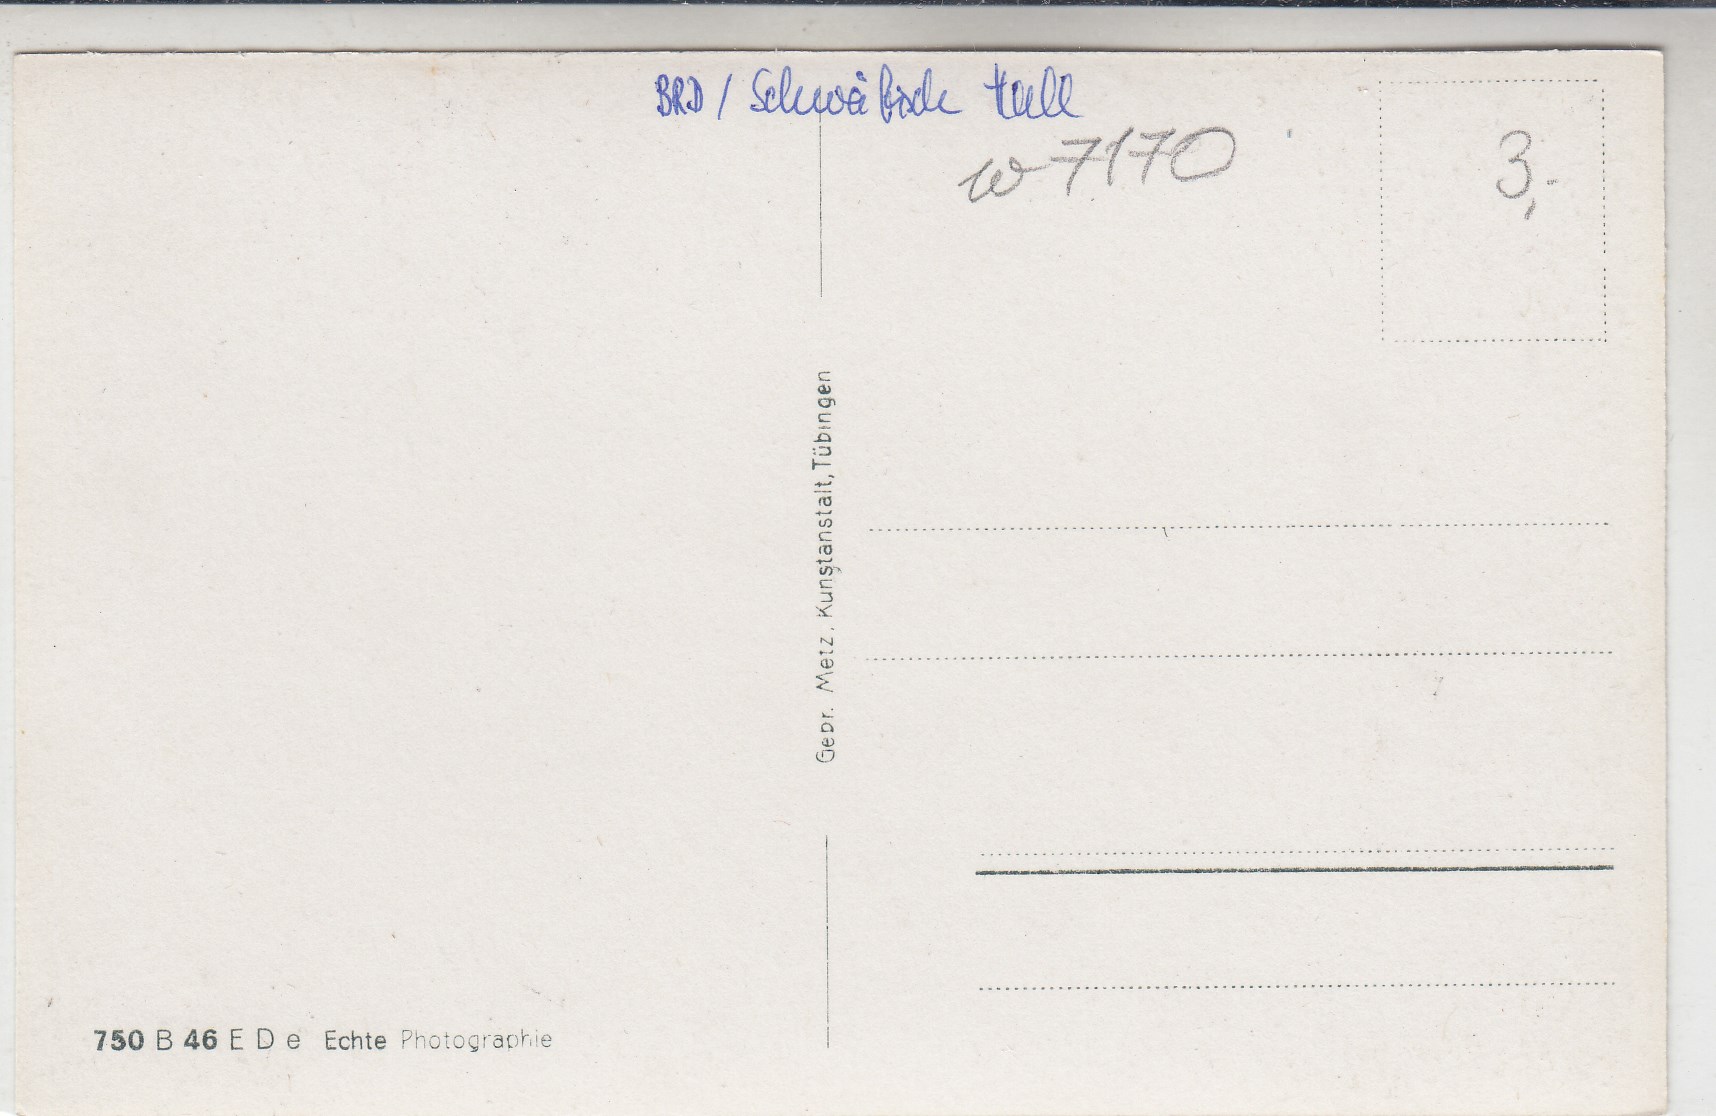 BRD / Schwäbisch Hall
W-7170
3,-
Gebr. Metz, Kunstanstalt, Tübingen
750 B 46 E D e Echte Photographie